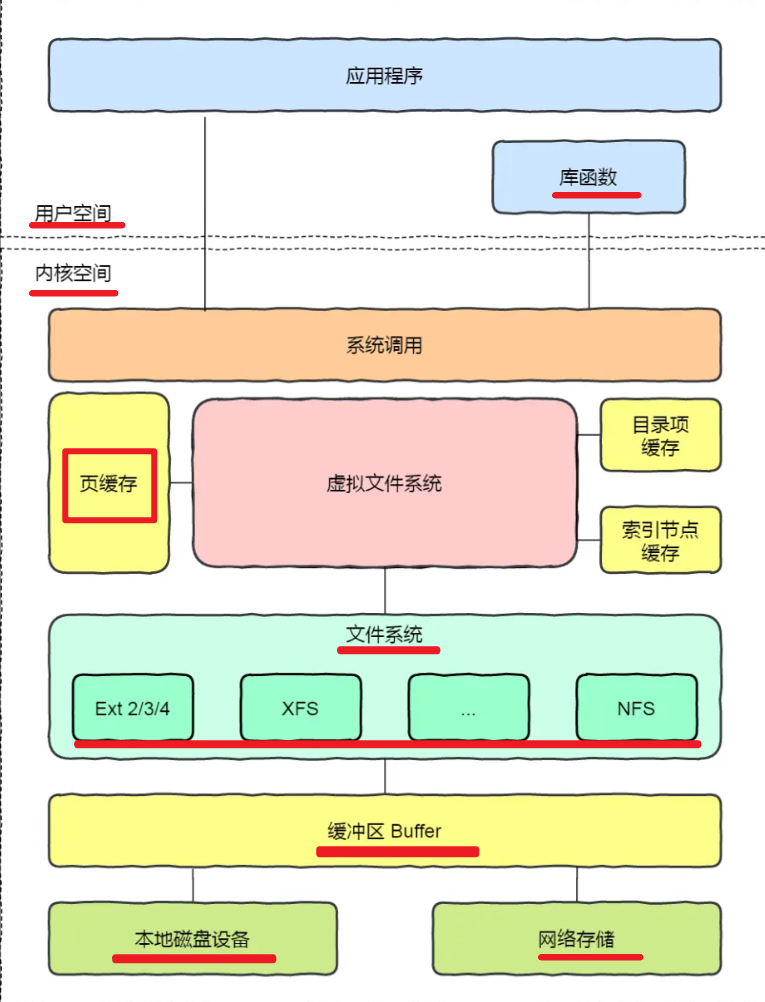 应用程序
库函数
用户空间
内核空间
系统调用
页缓存
虚拟文件系统
目录项
缓存
索引节点
缓存
文件系统
Ext 2/3/4
XFS
...
NFS
缓冲区 Buffer
本地磁盘设备
网络存储